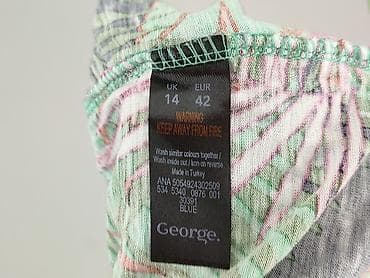 UK EUR
14 42
WARNING
KEEP AWAY FROM FIRE
Wash similar colours together /
Wash inside out / Iron on reverse
Made in Turkey
ANA 5054924302509
534 5340 0876 001
30391
BLUE
George.